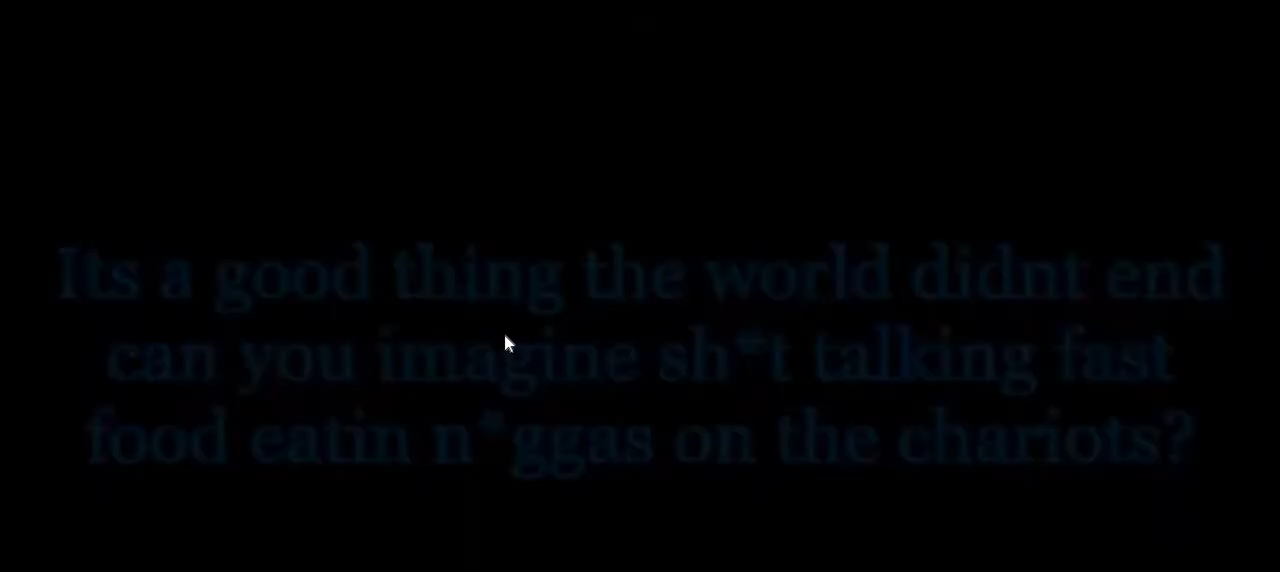 Its a good thing the world didnt end
can you imagine sh*t talking fast
food eatin n*ggas on the chariots?